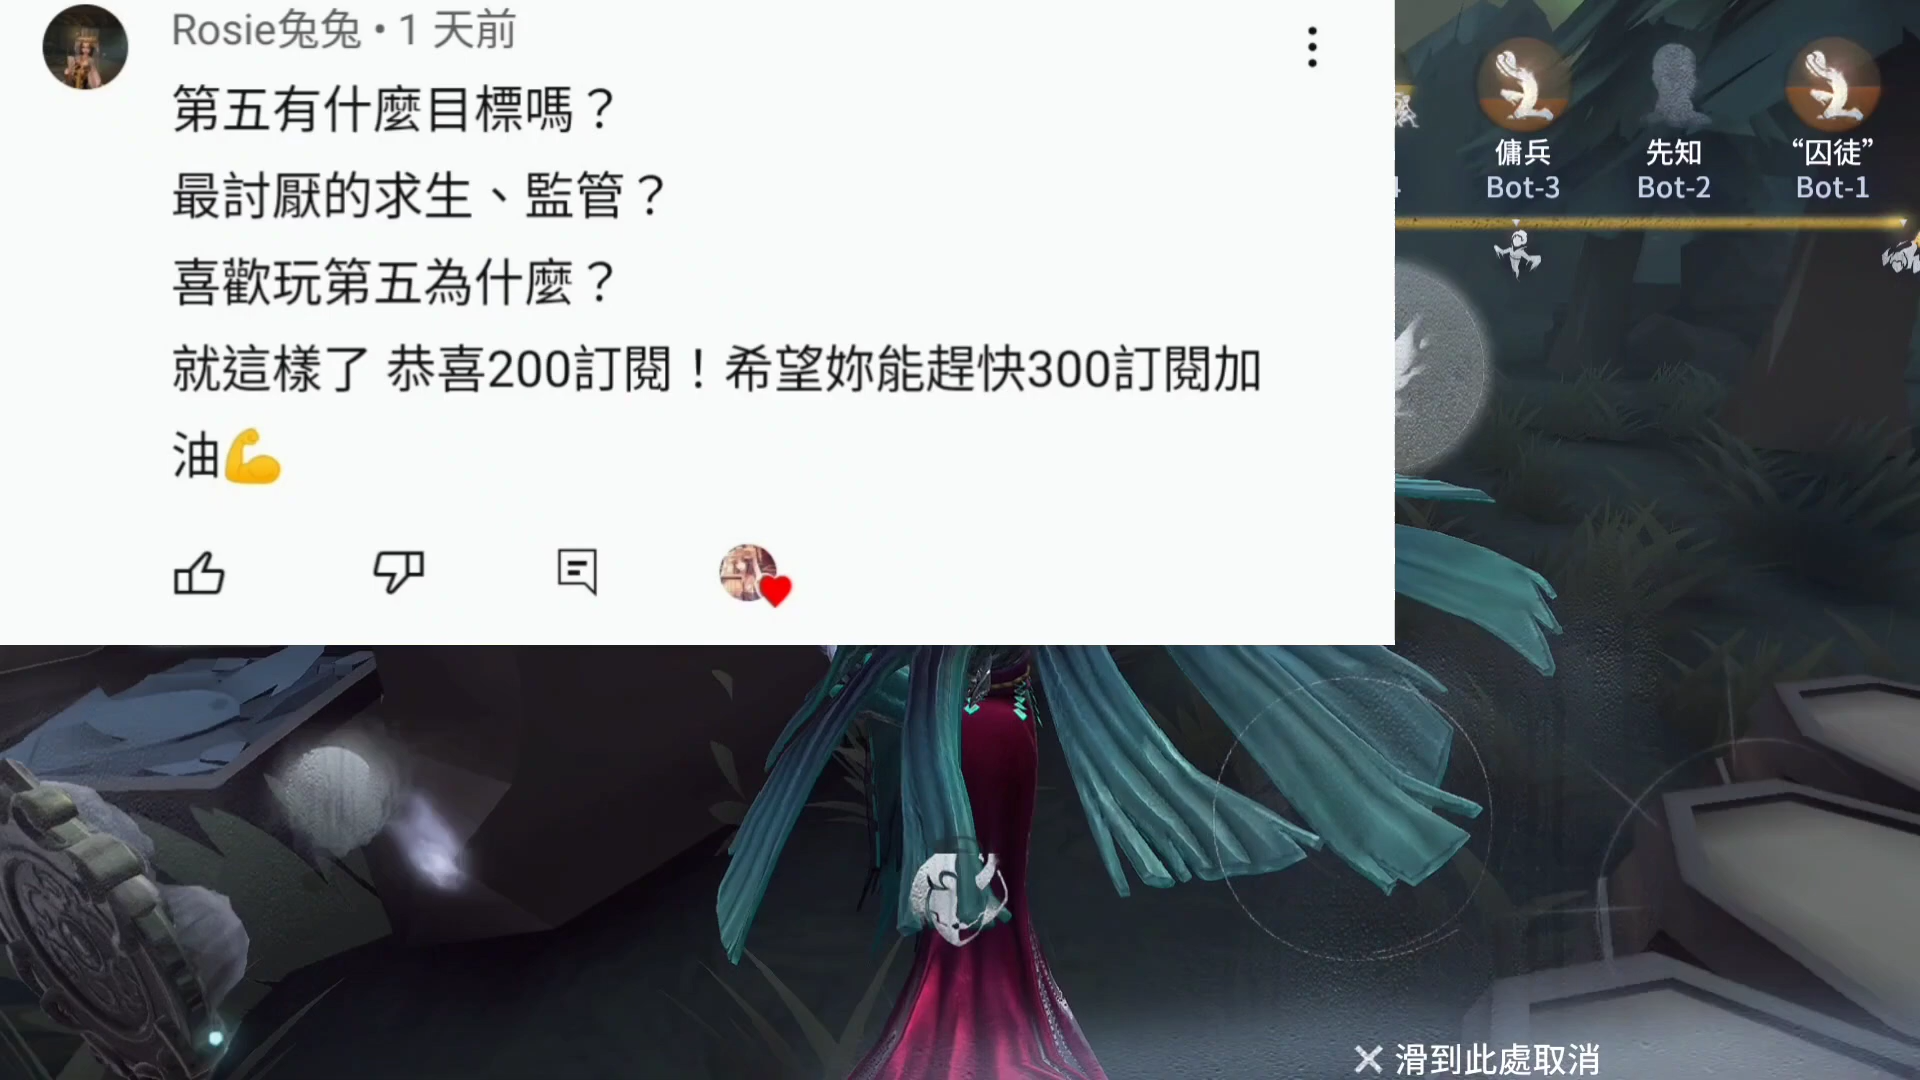 Rosie兔兔 • 1 天前
第五有什麼目標嗎？
最討厭的求生、監管？
喜歡玩第五為什麼？
就這樣了 恭喜200訂閱！希望妳能趕快300訂閱加
油💪
傭兵
Bot-3
先知
Bot-2
“囚徒”
Bot-1
滑到此處取消